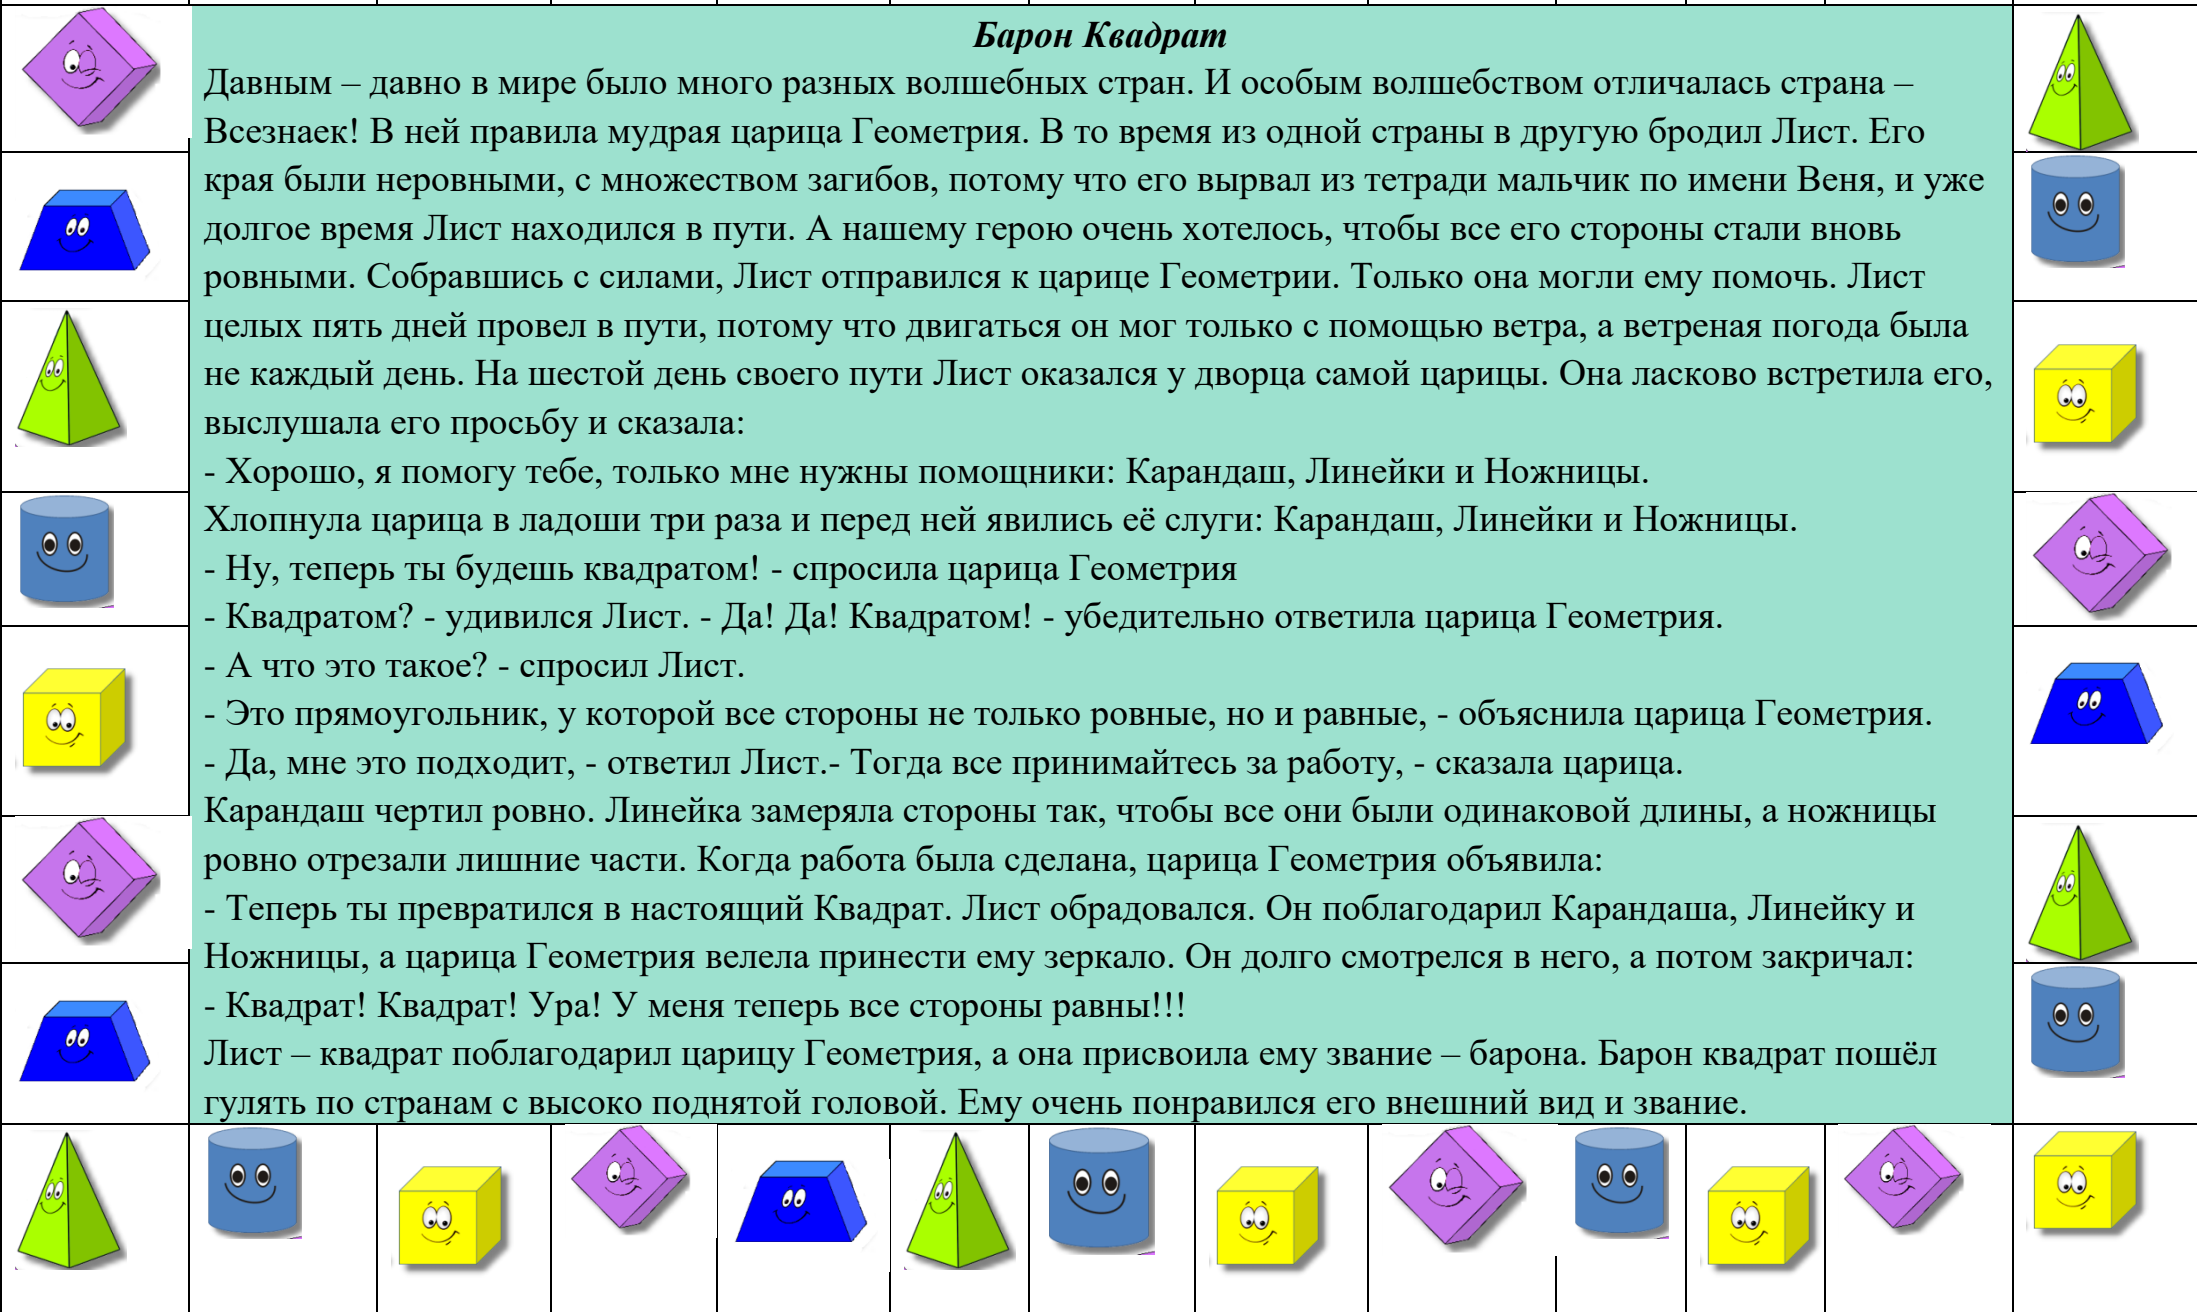 Барон Квадрат
Давным – давно в мире было много разных волшебных стран. И особым волшебством отличалась страна –
Всезнаек! В ней правила мудрая царица Геометрия. В то время из одной страны в другую бродил Лист. Его
края были неровными, с множеством загибов, потому что его вырвал из тетради мальчик по имени Веня, и уже
долгое время Лист находился в пути. А нашему герою очень хотелось, чтобы все его стороны стали вновь
ровными. Собравшись с силами, Лист отправился к царице Геометрии. Только она могли ему помочь. Лист
целых пять дней провел в пути, потому что двигаться он мог только с помощью ветра, а ветреная погода была
не каждый день. На шестой день своего пути Лист оказался у дворца самой царицы. Она ласково встретила его,
выслушала его просьбу и сказала:
- Хорошо, я помогу тебе, только мне нужны помощники: Карандаш, Линейки и Ножницы.
Хлопнула царица в ладоши три раза и перед ней явились её слуги: Карандаш, Линейки и Ножницы.
- Ну, теперь ты будешь квадратом! - спросила царица Геометрия
- Квадратом? - удивился Лист. - Да! Да! Квадратом! - убедительно ответила царица Геометрия.
- А что это такое? - спросил Лист.
- Это прямоугольник, у которой все стороны не только ровные, но и равные, - объяснила царица Геометрия.
- Да, мне это подходит, - ответил Лист.- Тогда все принимайтесь за работу, - сказала царица.
Карандаш чертил ровно. Линейка замеряла стороны так, чтобы все они были одинаковой длины, а ножницы
ровно отрезали лишние части. Когда работа была сделана, царица Геометрия объявила:
- Теперь ты превратился в настоящий Квадрат. Лист обрадовался. Он поблагодарил Карандаша, Линейку и
Ножницы, а царица Геометрия велела принести ему зеркало. Он долго смотрелся в него, а потом закричал:
- Квадрат! Квадрат! Ура! У меня теперь все стороны равны!!!
Лист – квадрат поблагодарил царицу Геометрия, а она присвоила ему звание – барона. Барон квадрат пошёл
гулять по странам с высоко поднятой головой. Ему очень понравился его внешний вид и звание.